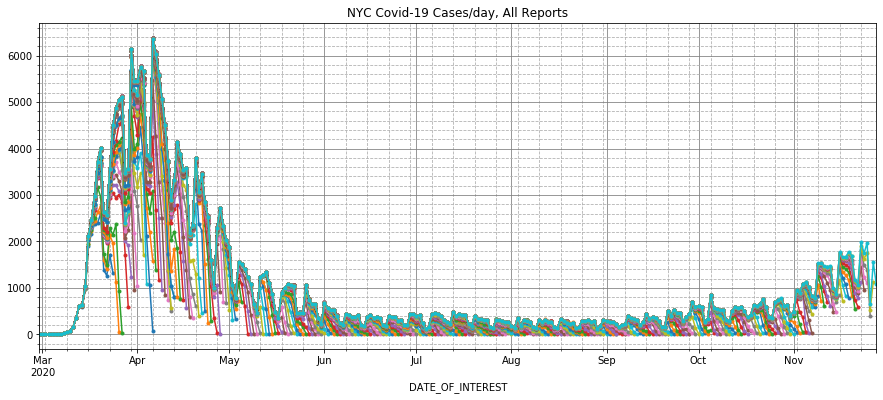 NYC Covid-19 Cases/day, All Reports
6000
5000
4000
3000
2000
1000
0
Mar Apr May Jun Jul Aug Sep Oct Nov
2020
DATE_OF_INTEREST